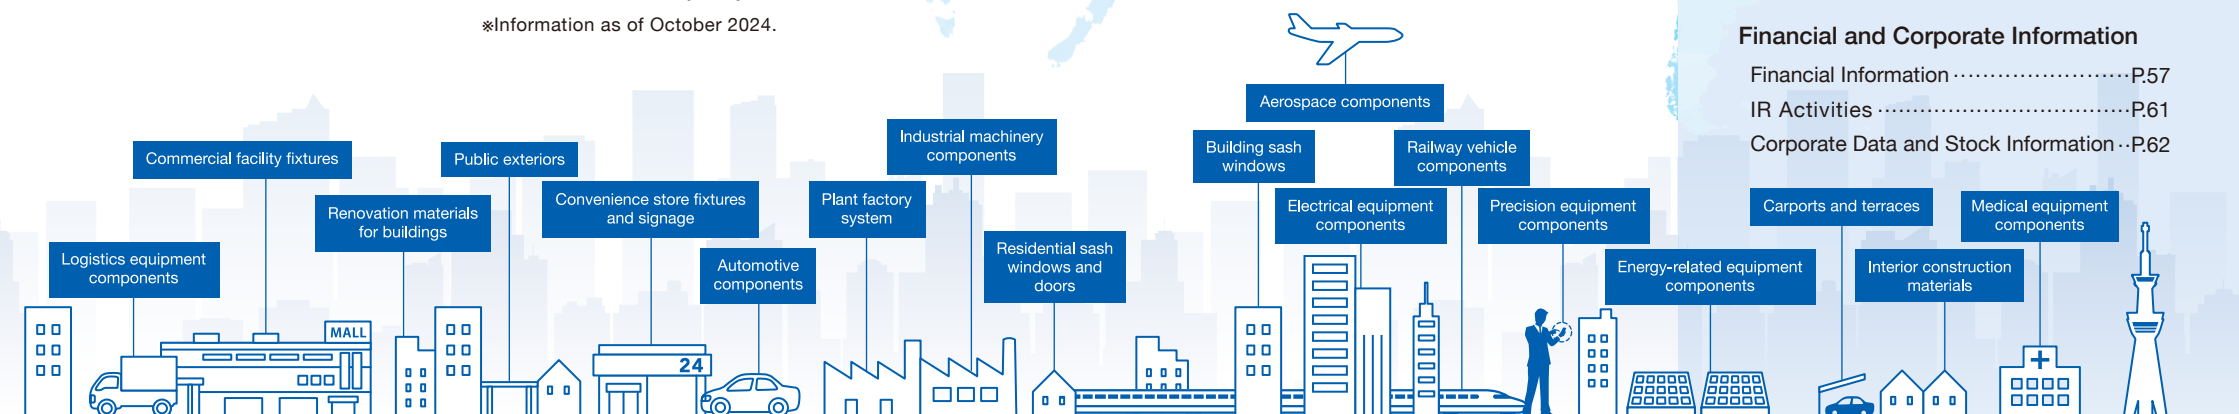 ※Information as of October 2024.
Financial and Corporate Information
Financial Information ························P.57
IR Activities ··································P.61
Corporate Data and Stock Information ··P.62
Aerospace components
Commercial facility fixtures
Public exteriors
Industrial machinery
components
Building sash
windows
Railway vehicle
components
Renovation materials
for buildings
Convenience store fixtures
and signage
Plant factory
system
Electrical equipment
components
Precision equipment
components
Carports and terraces
Medical equipment
components
Logistics equipment
components
Automotive
components
Residential sash
windows and
doors
Energy-related equipment
components
Interior construction
materials
MALL
24